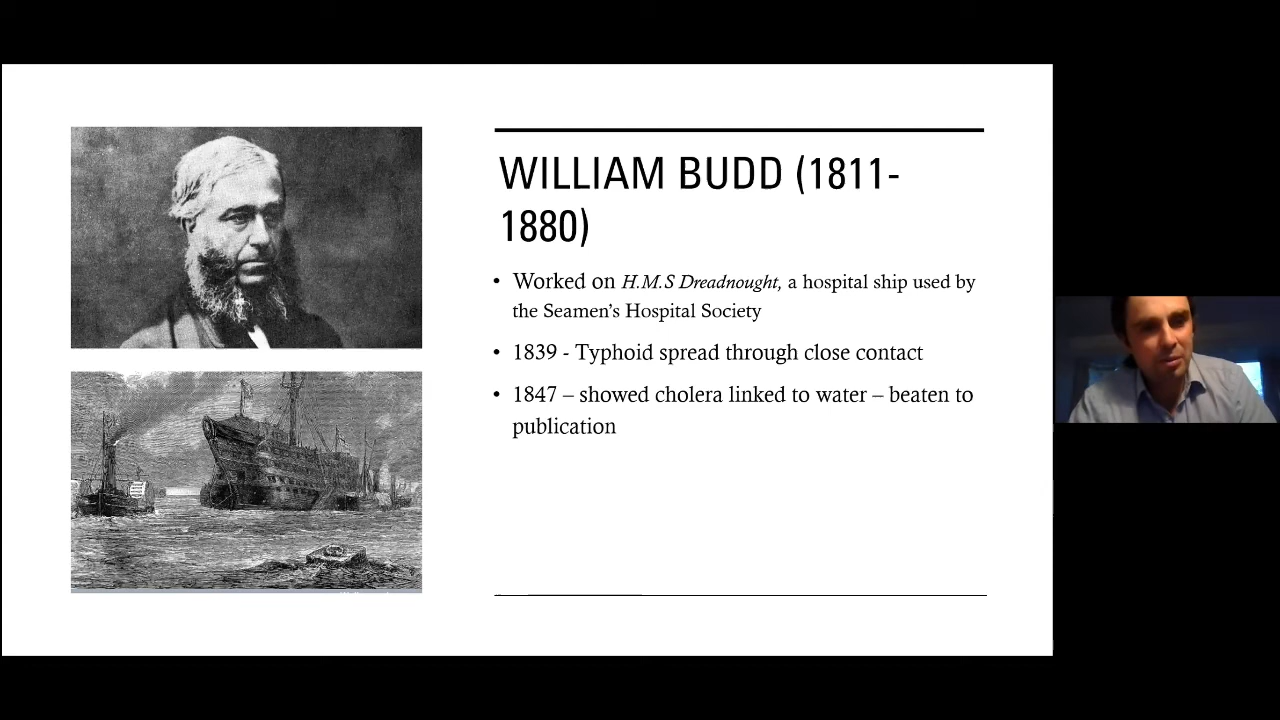 WILLIAM BUDD (1811-
1880)
• Worked on H.M.S Dreadnought, a hospital ship used by
the Seamen's Hospital Society
• 1839 - Typhoid spread through close contact
• 1847 – showed cholera linked to water – beaten to
publication